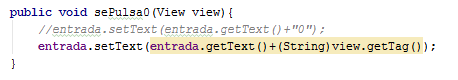 public void sePulsa0(View view){
//entrada.setText(entrada.getText()+"0");
entrada.setText(entrada.getText()+(String)view.getTag());
}